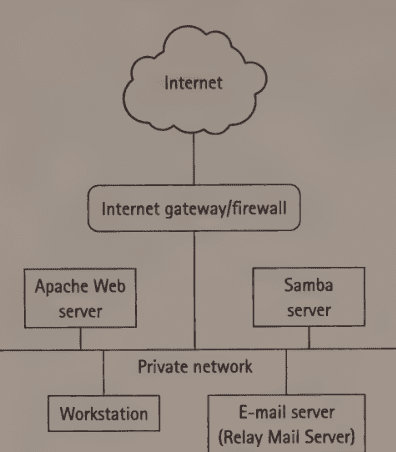 Internet
Internet gateway/firewall
Apache Web
server
Samba
server
Private network
Workstation
E-mail server
(Relay Mail Server)